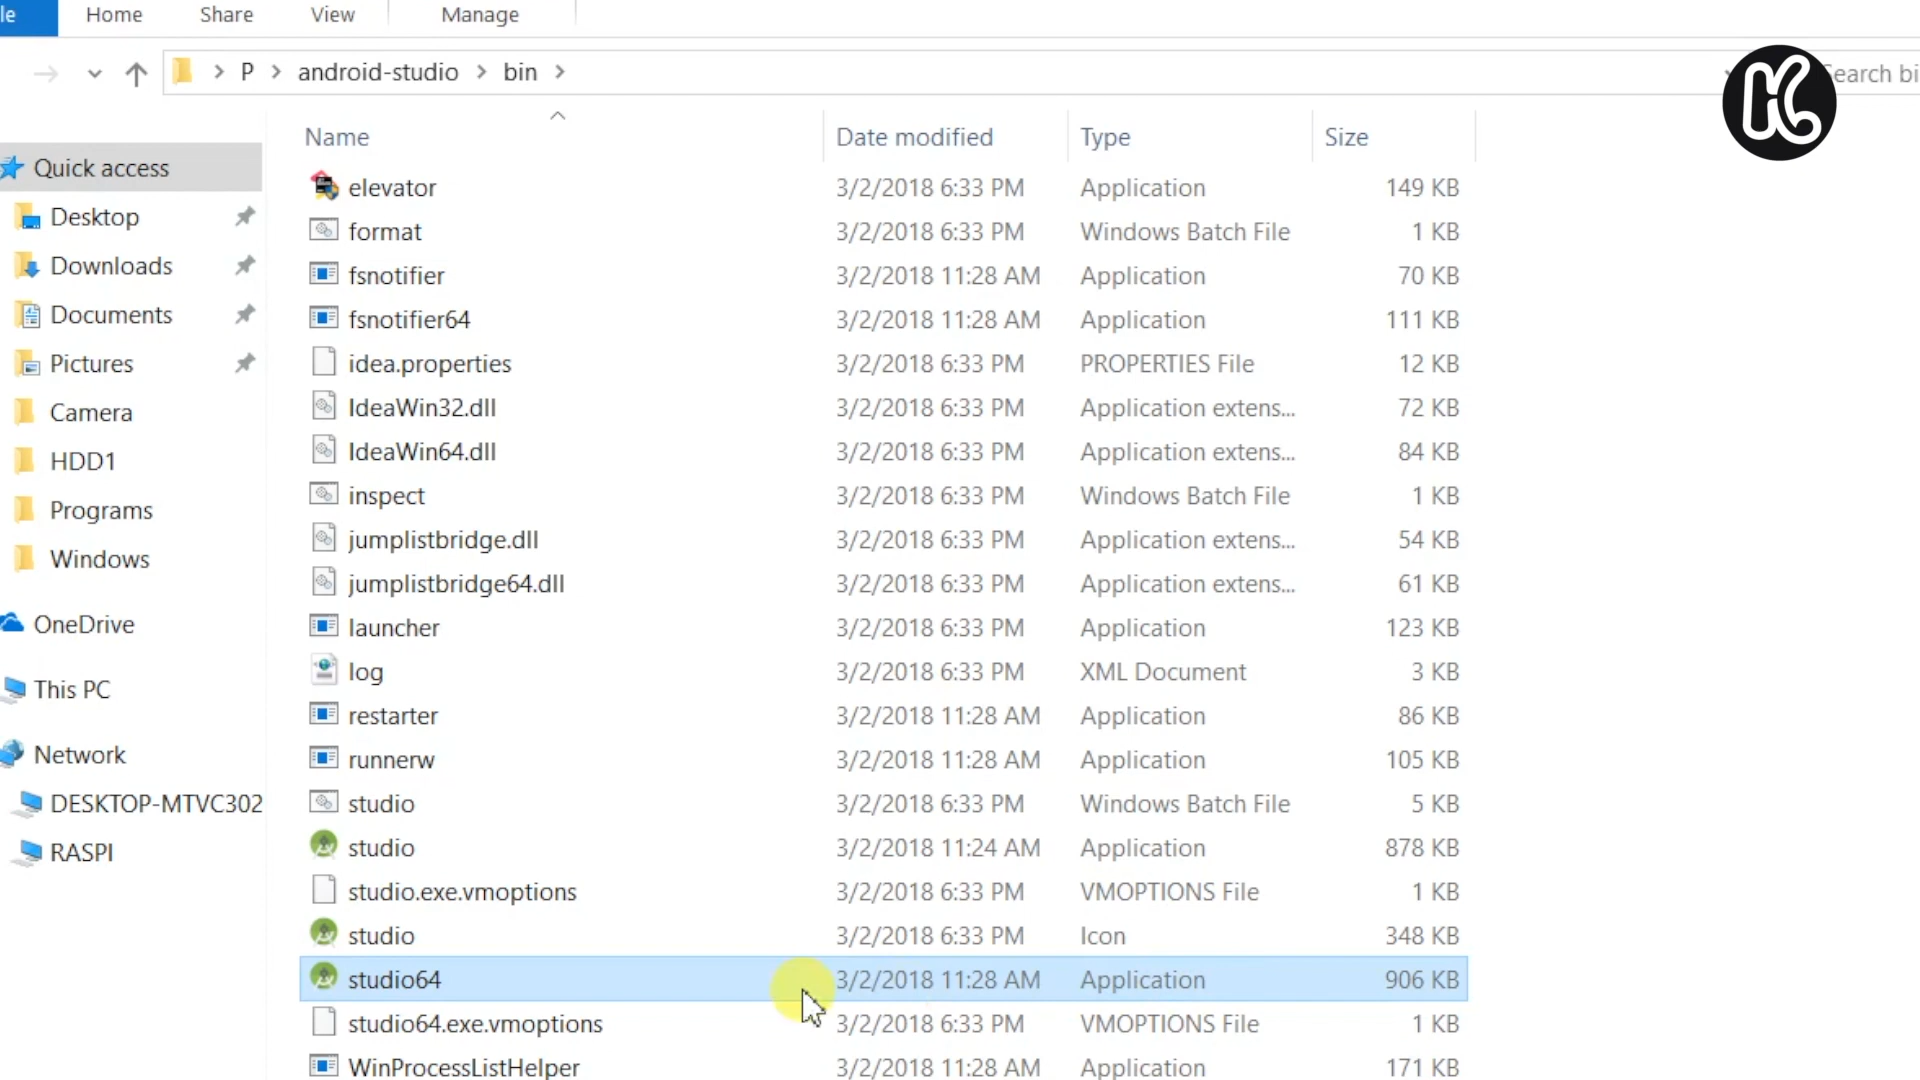 le Home Share View Manage
P android-studio bin
earch bi
Name Date modified Type Size
Quick access
Desktop
Downloads
Documents
Pictures
Camera
HDD1
Programs
Windows
OneDrive
This PC
Network
DESKTOP-MTVC302
RASPI
elevator 3/2/2018 6:33 PM Application 149 KB
format 3/2/2018 6:33 PM Windows Batch File 1 KB
fsnotifier 3/2/2018 11:28 AM Application 70 KB
fsnotifier64 3/2/2018 11:28 AM Application 111 KB
idea.properties 3/2/2018 6:33 PM PROPERTIES File 12 KB
IdeaWin32.dll 3/2/2018 6:33 PM Application extens... 72 KB
IdeaWin64.dll 3/2/2018 6:33 PM Application extens... 84 KB
inspect 3/2/2018 6:33 PM Windows Batch File 1 KB
jumplistbridge.dll 3/2/2018 6:33 PM Application extens... 54 KB
jumplistbridge64.dll 3/2/2018 6:33 PM Application extens... 61 KB
launcher 3/2/2018 6:33 PM Application 123 KB
log 3/2/2018 6:33 PM XML Document 3 KB
restarter 3/2/2018 11:28 AM Application 86 KB
runnerw 3/2/2018 11:28 AM Application 105 KB
studio 3/2/2018 6:33 PM Windows Batch File 5 KB
studio 3/2/2018 11:24 AM Application 878 KB
studio.exe.vmoptions 3/2/2018 6:33 PM VMOPTIONS File 1 KB
studio 3/2/2018 6:33 PM Icon 348 KB
studio64 3/2/2018 11:28 AM Application 906 KB
studio64.exe.vmoptions 3/2/2018 6:33 PM VMOPTIONS File 1 KB
WinProcessListHelper 3/2/2018 11:28 AM Application 171 KB